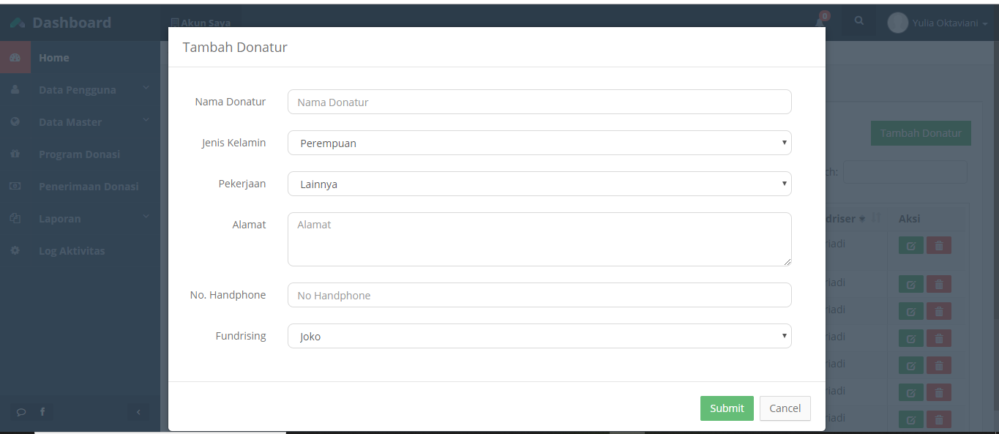 Dashboard
Akun Saya
0
Yulia Oktaviani
Home
Data Pengguna
Data Master
Program Donasi
Penerimaan Donasi
Laporan
Log Aktivitas
Tambah Donatur
Nama Donatur
Nama Donatur
Jenis Kelamin
Perempuan
Pekerjaan
Lainnya
Alamat
Alamat
No. Handphone
No Handphone
Fundrising
Joko
Submit
Cancel
Tambah Donatur
ch:
driser
Aksi
riadi
riadi
riadi
riadi
riadi
riadi
riadi